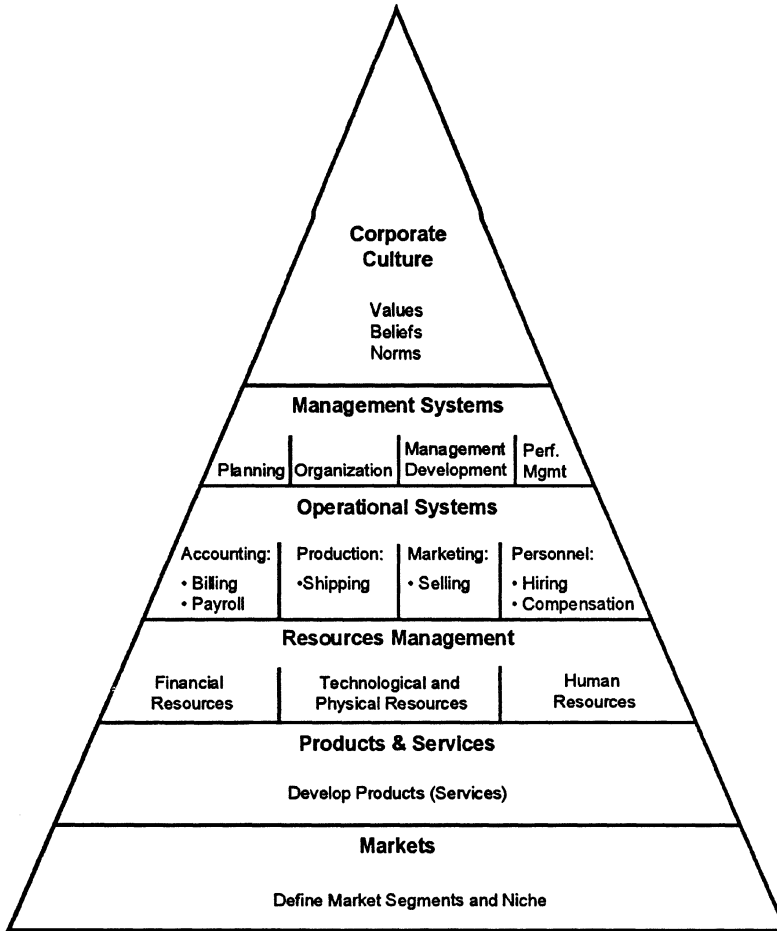 Corporate
Culture
Values
Beliefs
Norms
Management Systems
Planning
Organization
Management
Development
Perf.
Mgmt
Operational Systems
Accounting:
• Billing
• Payroll
Production:
•Shipping
Marketing:
• Selling
Personnel:
• Hiring
• Compensation
Resources Management
Financial
Resources
Technological and
Physical Resources
Human
Resources
Products & Services
Develop Products (Services)
Markets
Define Market Segments and Niche